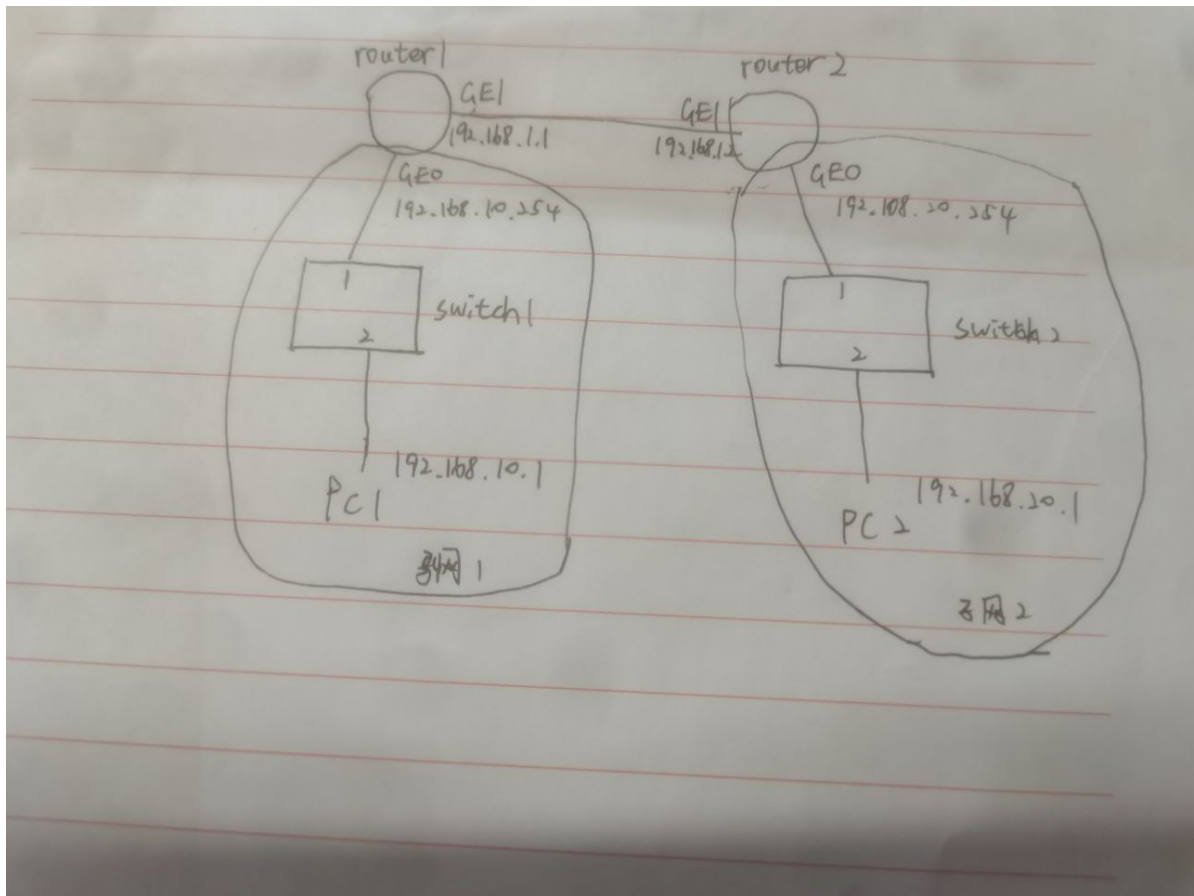 router1
router 2
GE1
192.168.1.1
GE1
192.168.1.2
GE0
192.168.10.254
GE0
192.168.20.254
1
2
switch1
1
2
switch2
192.168.10.1
PC1
192.168.20.1
PC2
子网1
子网2